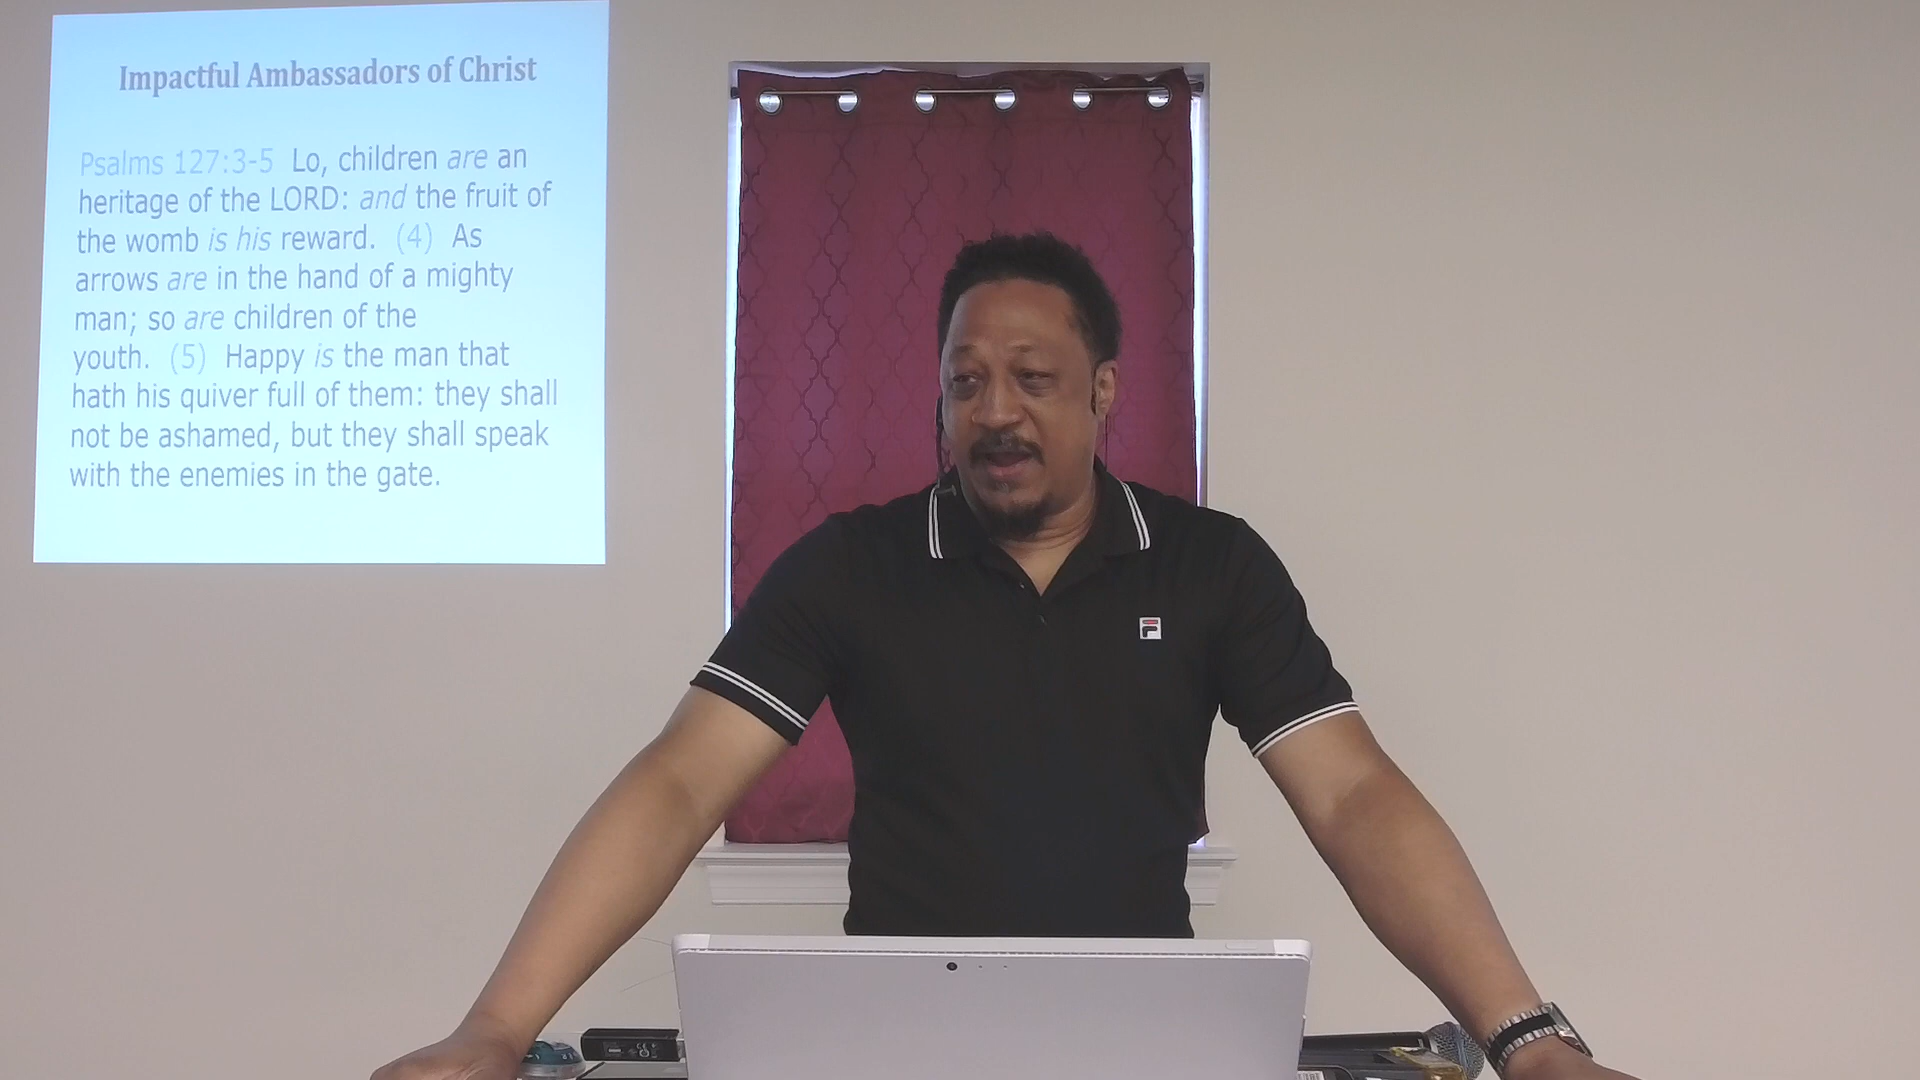 Impactful Ambassadors of Christ
Psalms 127:3-5 Lo, children are an
heritage of the LORD: and the fruit of
the womb is his reward. (4) As
arrows are in the hand of a mighty
man; so are children of the
youth. (5) Happy is the man that
hath his quiver full of them: they shall
not be ashamed, but they shall speak
with the enemies in the gate.